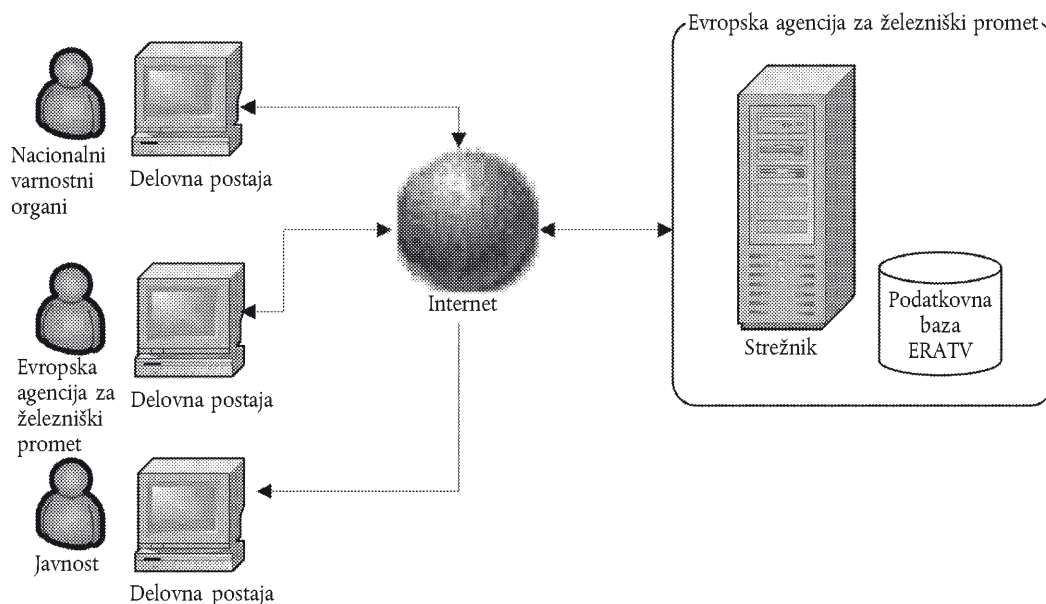 Evropska agencija za železniški promet
Nacionalni
varnostni
organi
Delovna postaja
Internet
Evropska
agencija za
železniški
promet
Delovna postaja
Strežnik
Podatkovna
baza
ERATV
Javnost
Delovna postaja